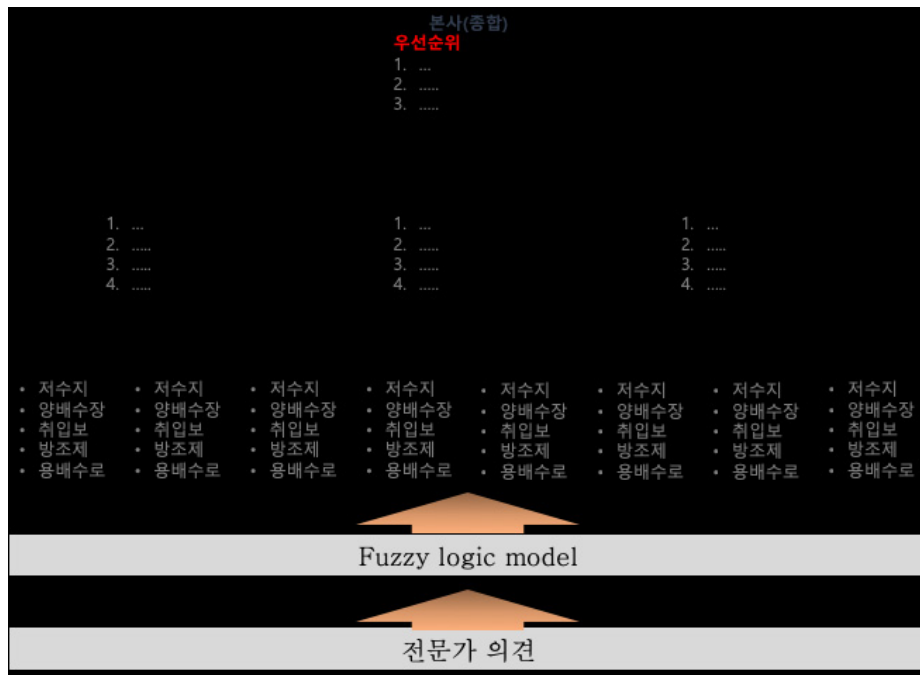 본사(종합)
우선순위
1. ...
2. .....
3. .....
1. ... 1. ... 1. ...
2. ..... 2. ..... 2. .....
3. ..... 3. ..... 3. .....
4. ..... 4. ..... 4. .....
• 저수지 • 저수지 • 저수지 • 저수지 • 저수지 • 저수지 • 저수지 • 저수지
• 양배수장 • 양배수장 • 양배수장 • 양배수장 • 양배수장 • 양배수장 • 양배수장 • 양배수장
• 취입보 • 취입보 • 취입보 • 취입보 • 취입보 • 취입보 • 취입보 • 취입보
• 방조제 • 방조제 • 방조제 • 방조제 • 방조제 • 방조제 • 방조제 • 방조제
• 용배수로 • 용배수로 • 용배수로 • 용배수로 • 용배수로 • 용배수로 • 용배수로 • 용배수로
Fuzzy logic model
전문가 의견